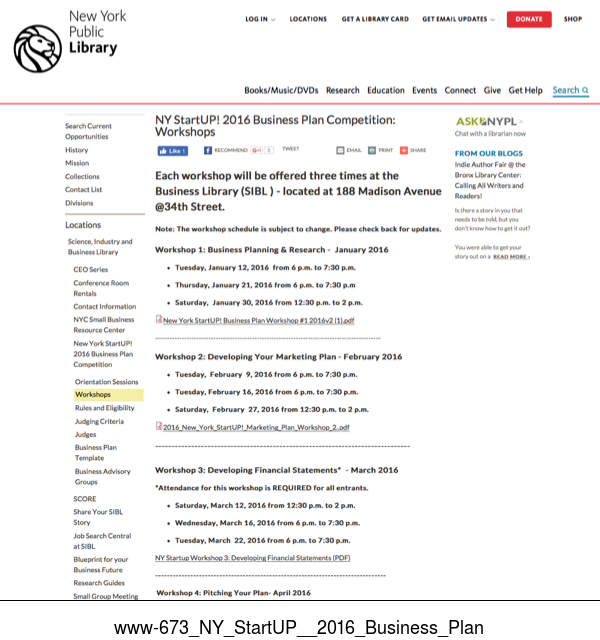 New York
Public
Library
LOG IN
LOCATIONS
GET A LIBRARY CARD
GET EMAIL UPDATES
DONATE
SHOP
Books/Music/DVDs Research Education Events Connect Give Get Help Search
Search Current
Opportunities
History
Mission
Collections
Contact List
Divisions
Locations
Science, Industry and
Business Library
CEO Series
Conference Room
Rentals
Contact Information
NYC Small Business
Resource Center
New York StartUP!
2016 Business Plan
Competition
Orientation Sessions
Workshops
Rules and Eligibility
Judging Criteria
Judges
Business Plan
Template
Business Advisory
Groups
SCORE
Share Your SIBL
Story
Job Search Central
at SIBL
Blueprint for your
Business Future
Research Guides
Small Group Meeting
NY StartUP! 2016 Business Plan Competition:
Workshops
Like 1
RECOMMEND
G+1 0
TWEET
EMAIL
PRINT
SHARE
Each workshop will be offered three times at the
Business Library (SIBL ) - located at 188 Madison Avenue
@34th Street.
Note: The workshop schedule is subject to change. Please check back for updates.
Workshop 1: Business Planning & Research - January 2016
• Tuesday, January 12, 2016 from 6 p.m. to 7:30 p.m.
• Thursday, January 21, 2016 from 6 p.m. to 7:30 p.m
• Saturday, January 30, 2016 from 12:30 p.m. to 2 p.m.
New York StartUP! Business Plan Workshop #1 2016v2 (1).pdf
Workshop 2: Developing Your Marketing Plan - February 2016
• Tuesday, February 9, 2016 from 6 p.m. to 7:30 p.m.
• Tuesday, February 16, 2016 from 6 p.m. to 7:30 p.m.
• Saturday, February 27, 2016 from 12:30 p.m. to 2 p.m.
2016_New_York_StartUP!_Marketing_Plan_Workshop_2..pdf
Workshop 3: Developing Financial Statements* - March 2016
*Attendance for this workshop is REQUIRED for all entrants.
• Saturday, March 12, 2016 from 12:30 p.m. to 2 p.m.
• Wednesday, March 16, 2016 from 6 p.m. to 7:30 p.m.
• Tuesday, March 22, 2016 from 6 p.m. to 7:30 p.m.
NY Startup Workshop 3: Developing Financial Statements (PDF)
Workshop 4: Pitching Your Plan- April 2016
ASK NYPL >
Chat with a librarian now
FROM OUR BLOGS
Indie Author Fair @ the
Bronx Library Center:
Calling All Writers and
Readers!
Is there a story in you that
needs to be told, but you
don't know how to get it out?
You were able to get your
story out on a READ MORE ›
www-673_NY_StartUP__2016_Business_Plan